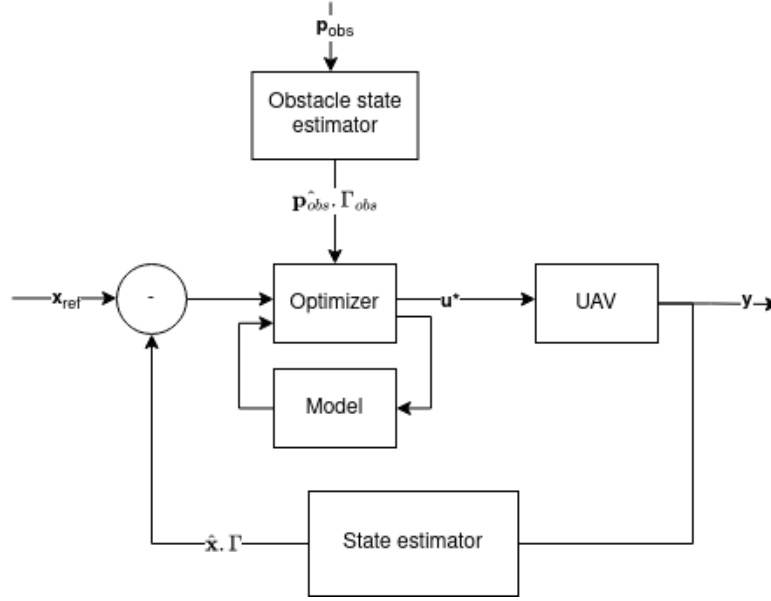 p_obs
Obstacle state
estimator
p̂_obs, Γ_obs
x_ref
-
Optimizer
u*
UAV
y
Model
x̂, Γ
State estimator